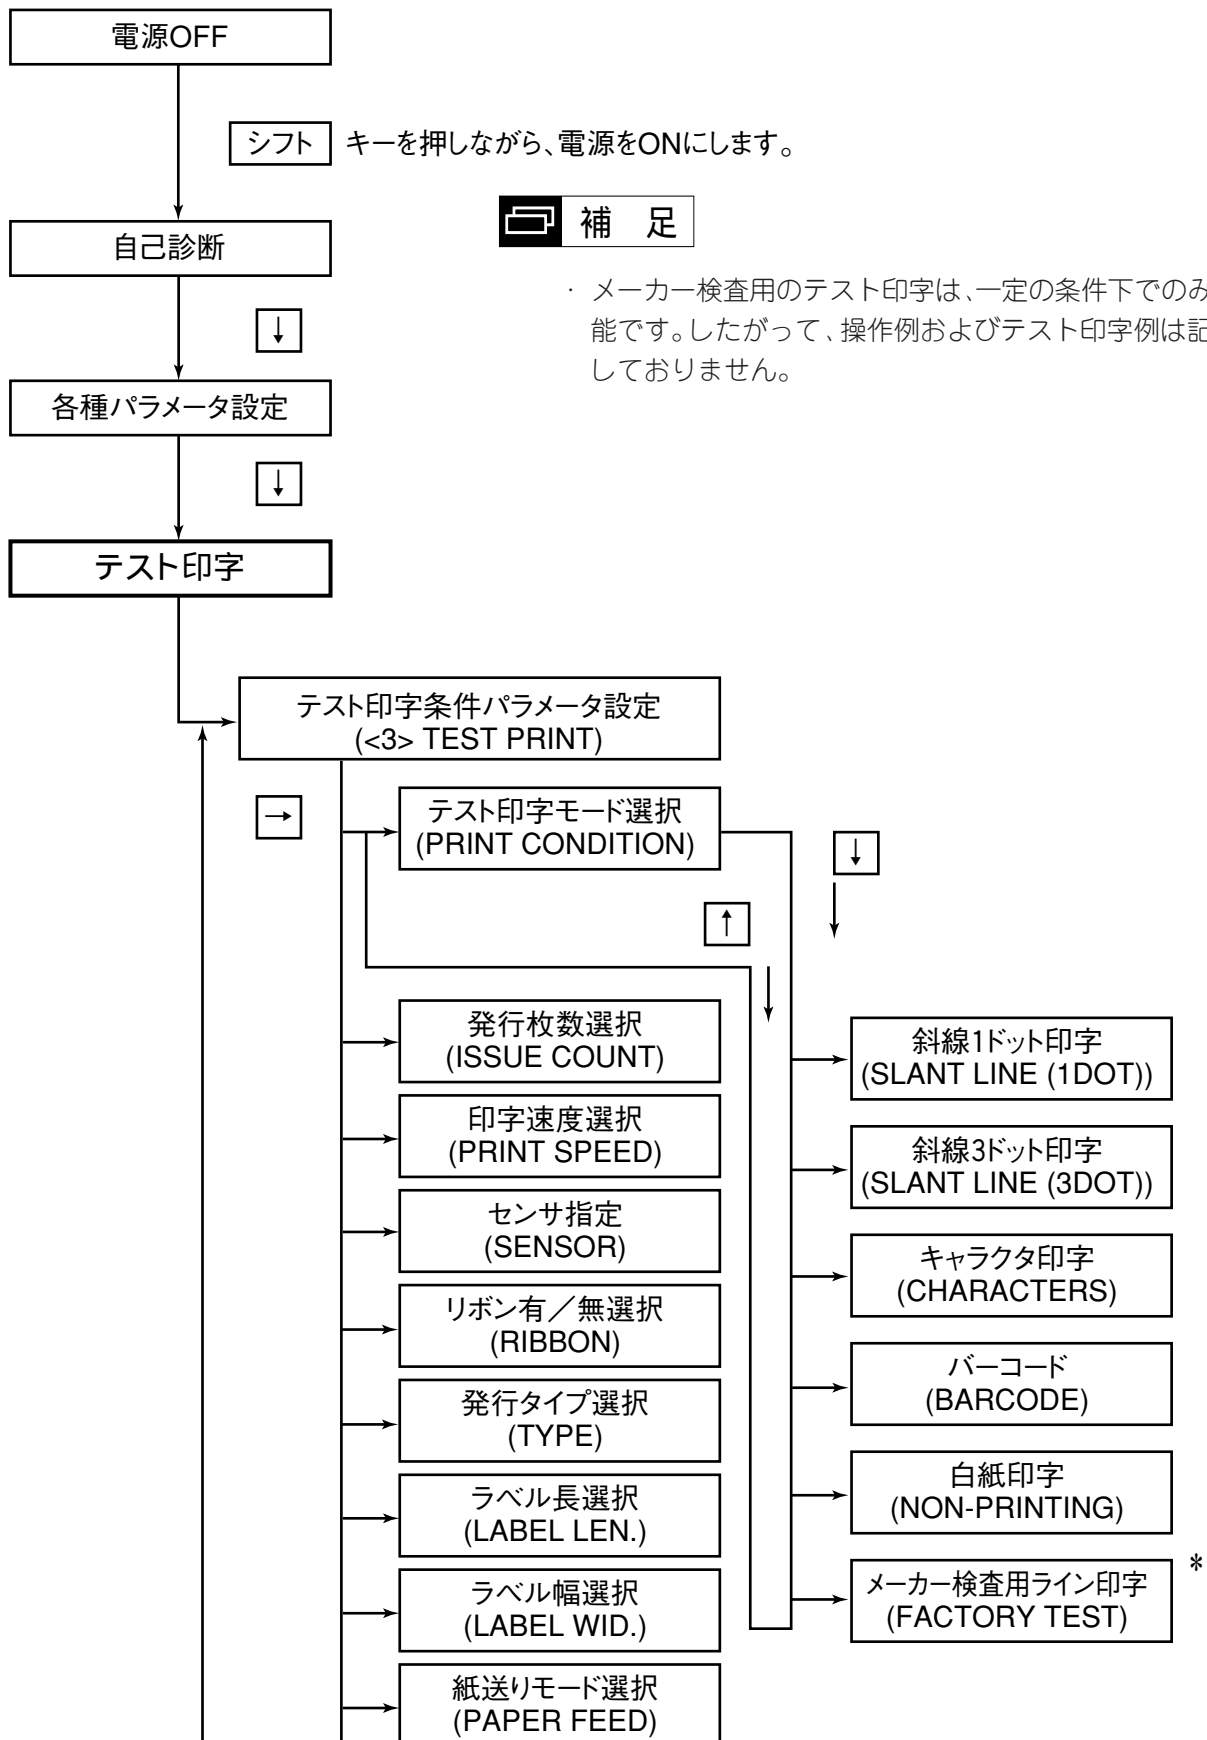 電源OFF
シフト キーを押しながら、電源をONにします。
補 足
自己診断
・ メーカー検査用のテスト印字は、一定の条件下でのみ
能です。したがって、操作例およびテスト印字例は記
しておりません。
↓
各種パラメータ設定
↓
テスト印字
テスト印字条件パラメータ設定
(<3> TEST PRINT)
→
テスト印字モード選択
(PRINT CONDITION)
↓
↑
発行枚数選択
(ISSUE COUNT)
印字速度選択
(PRINT SPEED)
センサ指定
(SENSOR)
リボン有／無選択
(RIBBON)
発行タイプ選択
(TYPE)
ラベル長選択
(LABEL LEN.)
ラベル幅選択
(LABEL WID.)
紙送りモード選択
(PAPER FEED)
斜線1ドット印字
(SLANT LINE (1DOT))
斜線3ドット印字
(SLANT LINE (3DOT))
キャラクタ印字
(CHARACTERS)
バーコード
(BARCODE)
白紙印字
(NON-PRINTING)
メーカー検査用ライン印字 *
(FACTORY TEST)